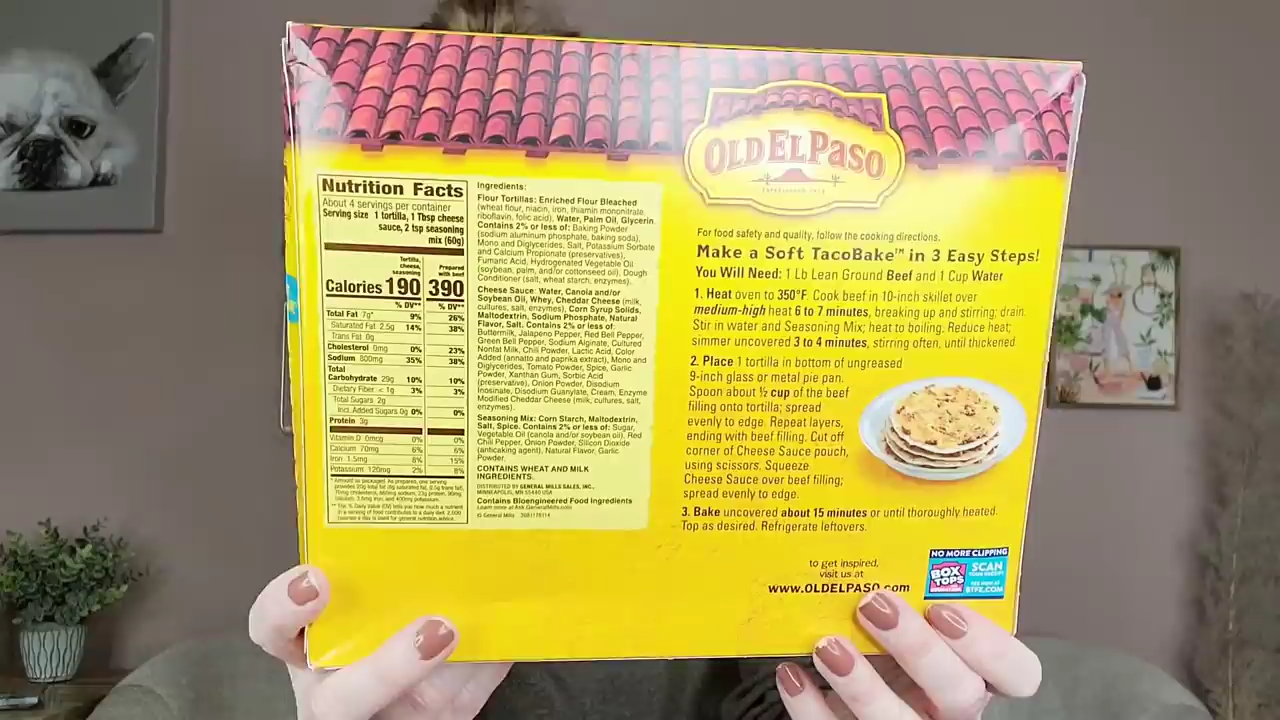 OLD EL PASO
Nutrition Facts
About 4 servings per container
Serving size 1 tortilla, 1 Tbsp cheese
sauce, 2 tsp seasoning
mix (60g)
Tortilla,
cheese,
seasoning
Prepared
with beef
Calories 190 390
% DV** % DV**
Total Fat 7g* 9% 26%
Saturated Fat 2.5g 14% 38%
Trans Fat 0g
Cholesterol 0mg 0% 23%
Sodium 800mg 35% 38%
Total
Carbohydrate 29g 10% 10%
Dietary Fiber <1g 3% 3%
Total Sugars 2g
Incl. Added Sugars 0g 0% 0%
Protein 3g
Vitamin D 0mcg 0% 0%
Calcium 70mg 6% 6%
Iron 1.5mg 8% 15%
Potassium 120mg 2% 8%
Ingredients:
Flour Tortillas: Enriched Flour Bleached
(wheat flour, niacin, iron, thiamin mononitrate,
riboflavin, folic acid), Water, Palm Oil, Glycerin.
Contains 2% or less of: Baking Powder
(sodium aluminum phosphate, baking soda),
Mono and Diglycerides, Salt, Potassium Sorbate
and Calcium Propionate (preservatives),
Fumaric Acid, Hydrogenated Vegetable Oil
(soybean, palm, and/or cottonseed oil), Dough
Conditioner (salt, wheat starch, enzymes).
Cheese Sauce: Water, Canola and/or
Soybean Oil, Whey, Cheddar Cheese (milk,
cultures, salt, enzymes), Corn Syrup Solids,
Maltodextrin, Sodium Phosphate, Natural
Flavor, Salt. Contains 2% or less of:
Buttermilk, Jalapeno Pepper, Red Bell Pepper,
Green Bell Pepper, Sodium Alginate, Cultured
Nonfat Milk, Chili Powder, Lactic Acid, Color
Added (annatto and paprika extract), Mono and
Diglycerides, Tomato Powder, Spice, Garlic
Powder, Xanthan Gum, Sorbic Acid
(preservative), Onion Powder, Disodium
Inosinate, Disodium Guanylate, Cream, Enzyme
Modified Cheddar Cheese (milk, cultures, salt,
enzymes).
Seasoning Mix: Corn Starch, Maltodextrin,
Salt, Spice. Contains 2% or less of: Sugar,
Vegetable Oil (canola and/or soybean oil), Red
Chili Pepper, Onion Powder, Silicon Dioxide
(anticaking agent), Natural Flavor, Garlic
Powder.
CONTAINS WHEAT AND MILK
INGREDIENTS.
DISTRIBUTED BY GENERAL MILLS SALES, INC.,
MINNEAPOLIS, MN 55440 USA
Contains Bioengineered Food Ingredients
Learn more at Ask.GeneralMills.com
© General Mills
For food safety and quality, follow the cooking directions.
Make a Soft TacoBake™ in 3 Easy Steps!
You Will Need: 1 Lb Lean Ground Beef and 1 Cup Water
1. Heat oven to 350°F. Cook beef in 10-inch skillet over
medium-high heat 6 to 7 minutes, breaking up and stirring; drain.
Stir in water and Seasoning Mix; heat to boiling. Reduce heat;
simmer uncovered 3 to 4 minutes, stirring often, until thickened.
2. Place 1 tortilla in bottom of ungreased
9-inch glass or metal pie pan.
Spoon about ½ cup of the beef
filling onto tortilla; spread
evenly to edge. Repeat layers,
ending with beef filling. Cut off
corner of Cheese Sauce pouch,
using scissors. Squeeze
Cheese Sauce over beef filling;
spread evenly to edge.
3. Bake uncovered about 15 minutes or until thoroughly heated.
Top as desired. Refrigerate leftovers.
to get inspired,
visit us at
www.OLDELPASO.com
NO MORE CLIPPING
BOX
TOPS
SCAN
BTFE.COM